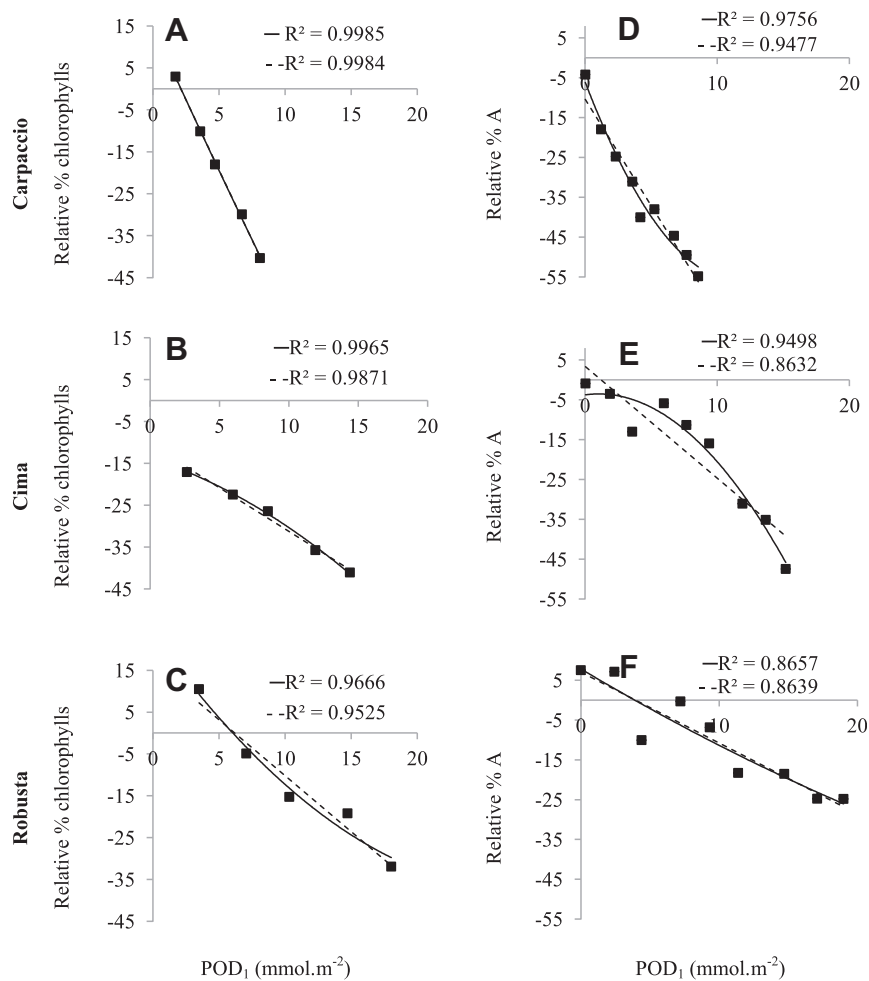 A
R² = 0.9985
R² = 0.9984
15
5
-5
-15
-25
-35
-45
0
5
10
15
20
Relative % chlorophylls
Carpaccio
D
R² = 0.9756
R² = 0.9477
5
-5
-15
-25
-35
-45
-55
0
10
20
Relative % A
B
R² = 0.9965
R² = 0.9871
15
5
-5
-15
-25
-35
-45
0
5
10
15
20
Relative % chlorophylls
Cima
E
R² = 0.9498
R² = 0.8632
5
-5
-15
-25
-35
-45
-55
0
10
20
Relative % A
C
R² = 0.9666
R² = 0.9525
15
5
-5
-15
-25
-35
-45
0
5
10
15
20
Relative % chlorophylls
Robusta
F
R² = 0.8657
R² = 0.8639
5
-5
-15
-25
-35
-45
-55
0
10
20
Relative % A
POD₁ (mmol.m⁻²)
POD₁ (mmol.m⁻²)